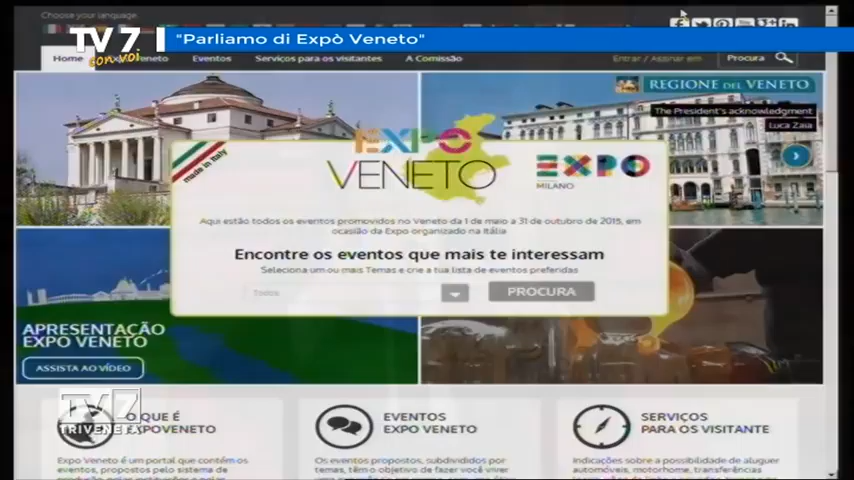 Choose your language.
TV7
con voi
"Parliamo di Expò Veneto"
Home
Veneto
Eventos
Serviços para os visitantes
A Comissão
Entrar / Assinar em
Procura
REGIONE DEL VENETO
The President's acknowledgment
Luca Zaia
made in Italy
EXPO
VENETO
EXPO
MILANO
Aqui estão todos os eventos promovidos no Veneto da 1 de maio a 31 de outubro de 2015, em
ocasião da Expo organizado na Itália
Encontre os eventos que mais te interessam
Seleciona um ou mais Temas e crie a tua lista de eventos preferidas
Todos
PROCURA
APRESENTAÇÃO
EXPO VENETO
ASSISTA AO VÍDEO
TV7
TRIVENETA
O QUE É
EXPOVENETO
EVENTOS
EXPO VENETO
SERVIÇOS
PARA OS VISITANTE
Expo Veneto é um portal que contém os
eventos, propostos pelo sistema de
Os eventos propostos, subdivididos por
temas, têm o objetivo de fazer você viver
Indicações sobre a possibilidade de aluguer
automóveis, motorhome, transferências